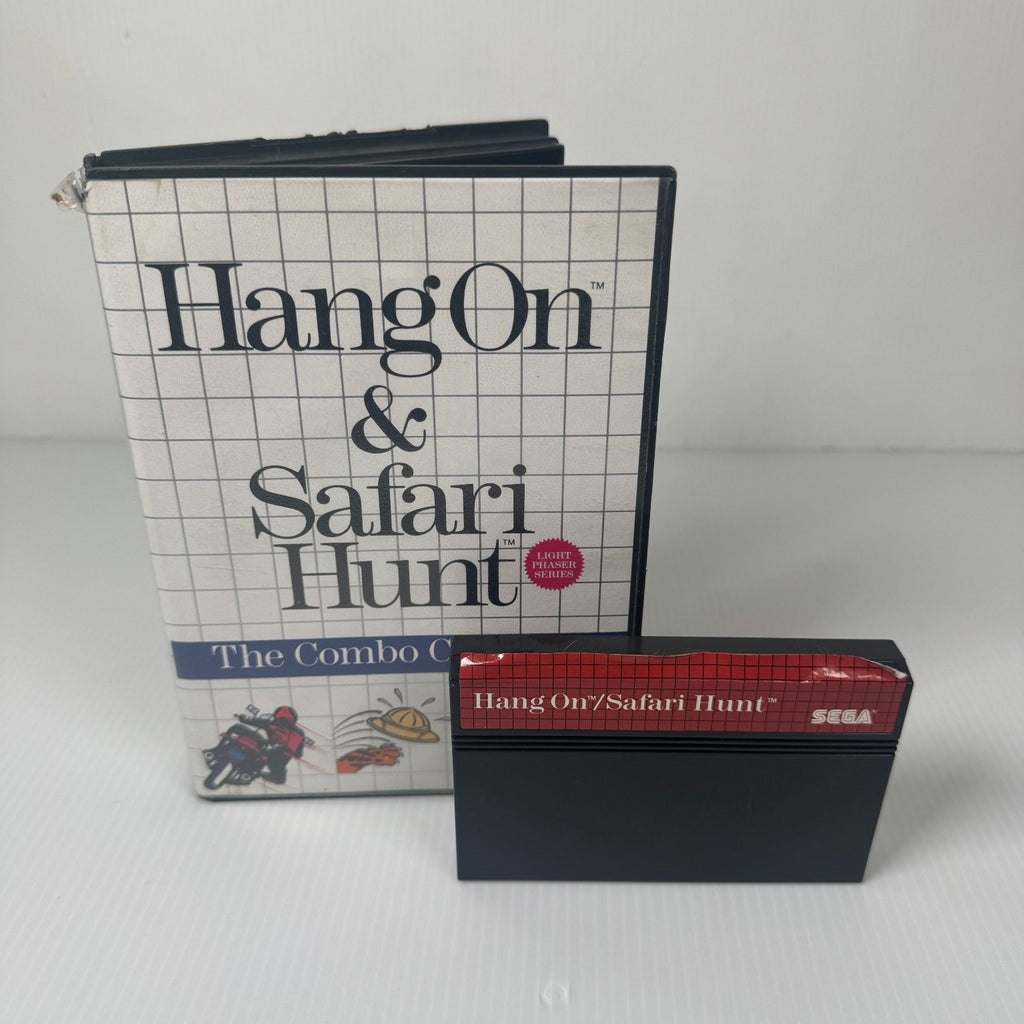 Hang On™
&
Safari
Hunt™
LIGHT
PHASER
SERIES
The Combo C
Hang On™/Safari Hunt™
SEGA